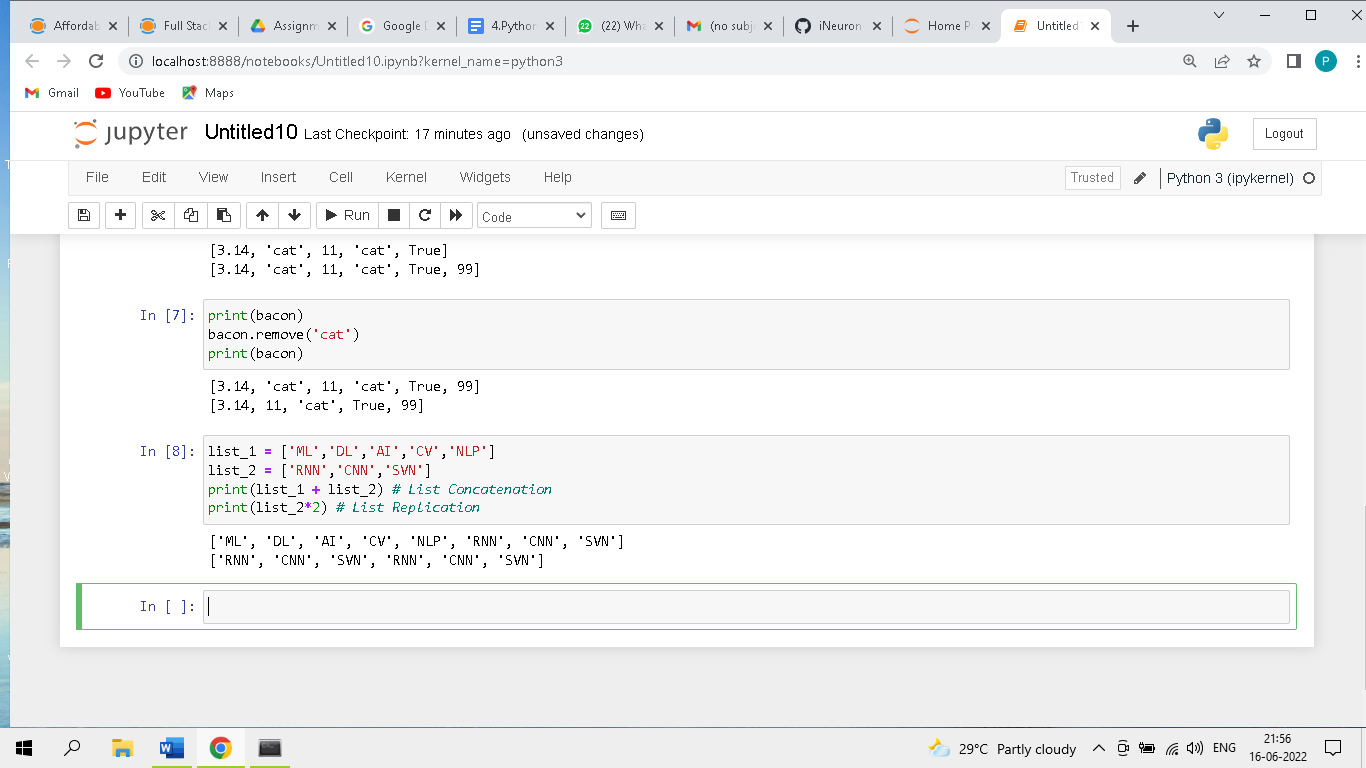 Affordab
Full Stac
Assignm
Google D
4.Python
(22) Wha
(no subj
iNeuron
Home P
Untitled
localhost:8888/notebooks/Untitled10.ipynb?kernel_name=python3
P
Gmail YouTube Maps
jupyter Untitled10 Last Checkpoint: 17 minutes ago (unsaved changes)
Logout
File Edit View Insert Cell Kernel Widgets Help
Trusted Python 3 (ipykernel)
Run Code
[3.14, 'cat', 11, 'cat', True]
[3.14, 'cat', 11, 'cat', True, 99]
In [7]: print(bacon)
bacon.remove('cat')
print(bacon)
[3.14, 'cat', 11, 'cat', True, 99]
[3.14, 11, 'cat', True, 99]
In [8]: list_1 = ['ML','DL','AI','CV','NLP']
list_2 = ['RNN','CNN','SVN']
print(list_1 + list_2) # List Concatenation
print(list_2*2) # List Replication
['ML', 'DL', 'AI', 'CV', 'NLP', 'RNN', 'CNN', 'SVN']
['RNN', 'CNN', 'SVN', 'RNN', 'CNN', 'SVN']
In [ ]:
29°C Partly cloudy
ENG
21:56
16-06-2022